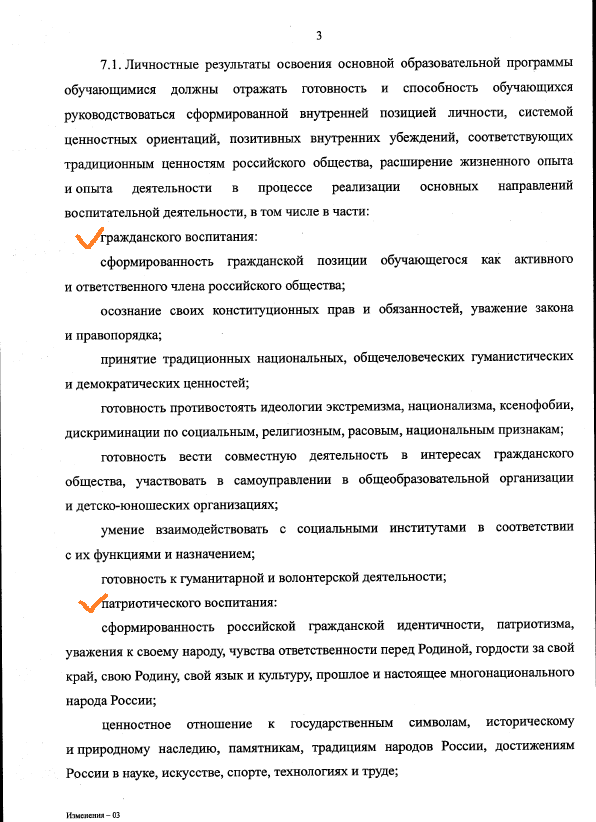 3
7.1. Личностные результаты освоения основной образовательной программы
обучающимися должны отражать готовность и способность обучающихся
руководствоваться сформированной внутренней позицией личности, системой
ценностных ориентаций, позитивных внутренних убеждений, соответствующих
традиционным ценностям российского общества, расширение жизненного опыта
и опыта деятельности в процессе реализации основных направлений
воспитательной деятельности, в том числе в части:
гражданского воспитания:
сформированность гражданской позиции обучающегося как активного
и ответственного члена российского общества;
осознание своих конституционных прав и обязанностей, уважение закона
и правопорядка;
принятие традиционных национальных, общечеловеческих гуманистических
и демократических ценностей;
готовность противостоять идеологии экстремизма, национализма, ксенофобии,
дискриминации по социальным, религиозным, расовым, национальным признакам;
готовность вести совместную деятельность в интересах гражданского
общества, участвовать в самоуправлении в общеобразовательной организации
и детско-юношеских организациях;
умение взаимодействовать с социальными институтами в соответствии
с их функциями и назначением;
готовность к гуманитарной и волонтерской деятельности;
патриотического воспитания:
сформированность российской гражданской идентичности, патриотизма,
уважения к своему народу, чувства ответственности перед Родиной, гордости за свой
край, свою Родину, свой язык и культуру, прошлое и настоящее многонационального
народа России;
ценностное отношение к государственным символам, историческому
и природному наследию, памятникам, традициям народов России, достижениям
России в науке, искусстве, спорте, технологиях и труде;
Изменения – 03